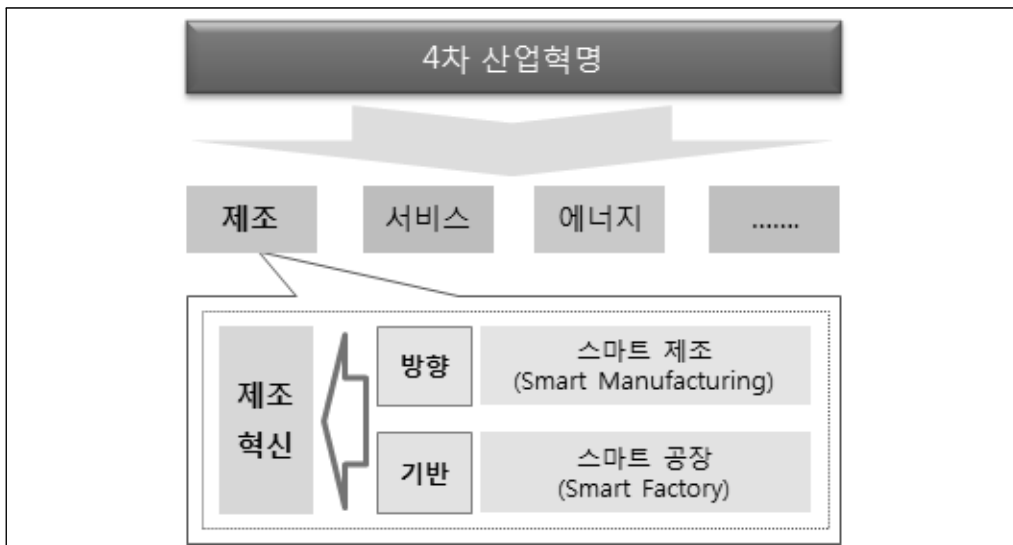 4차 산업혁명
제조
서비스
에너지
.......
제조
혁신
방향
스마트 제조
(Smart Manufacturing)
기반
스마트 공장
(Smart Factory)